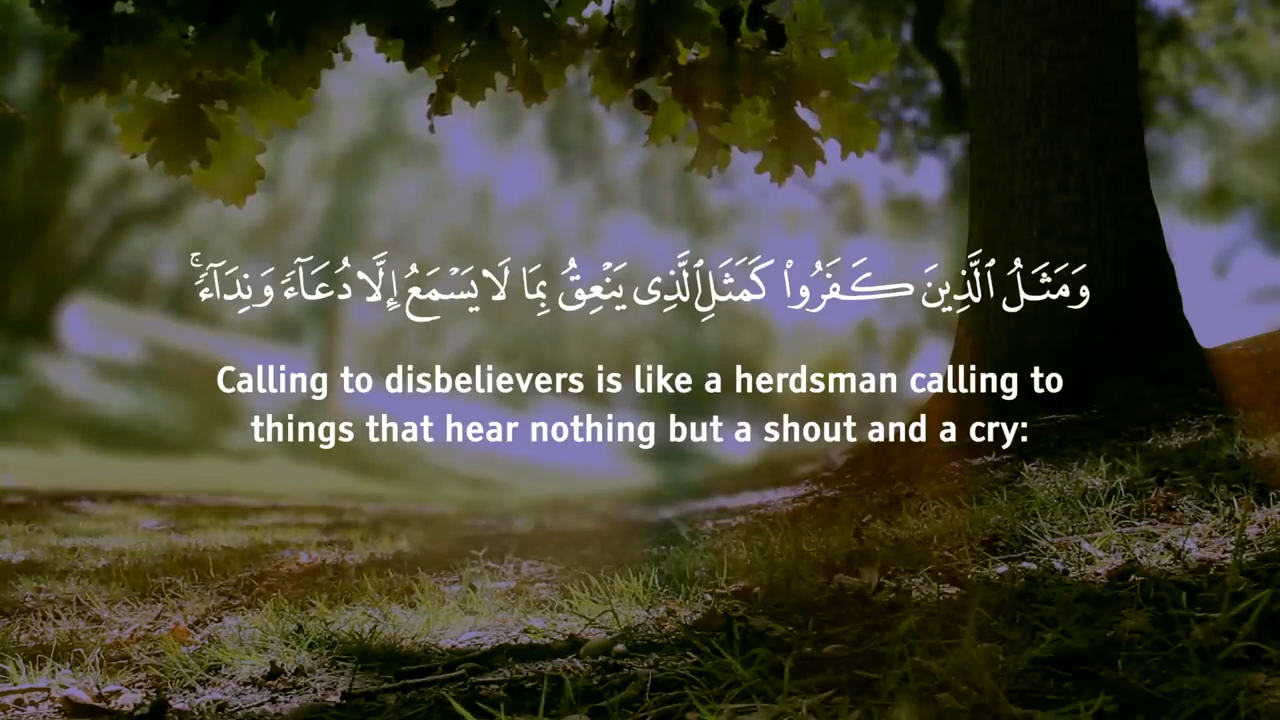 وَمَثَلُ ٱلَّذِينَ كَفَرُوا۟ كَمَثَلِ ٱلَّذِى يَنْعِقُ بِمَا لَا يَسْمَعُ إِلَّا دُعَآءً وَنِدَآءً ۚ
Calling to disbelievers is like a herdsman calling to
things that hear nothing but a shout and a cry: